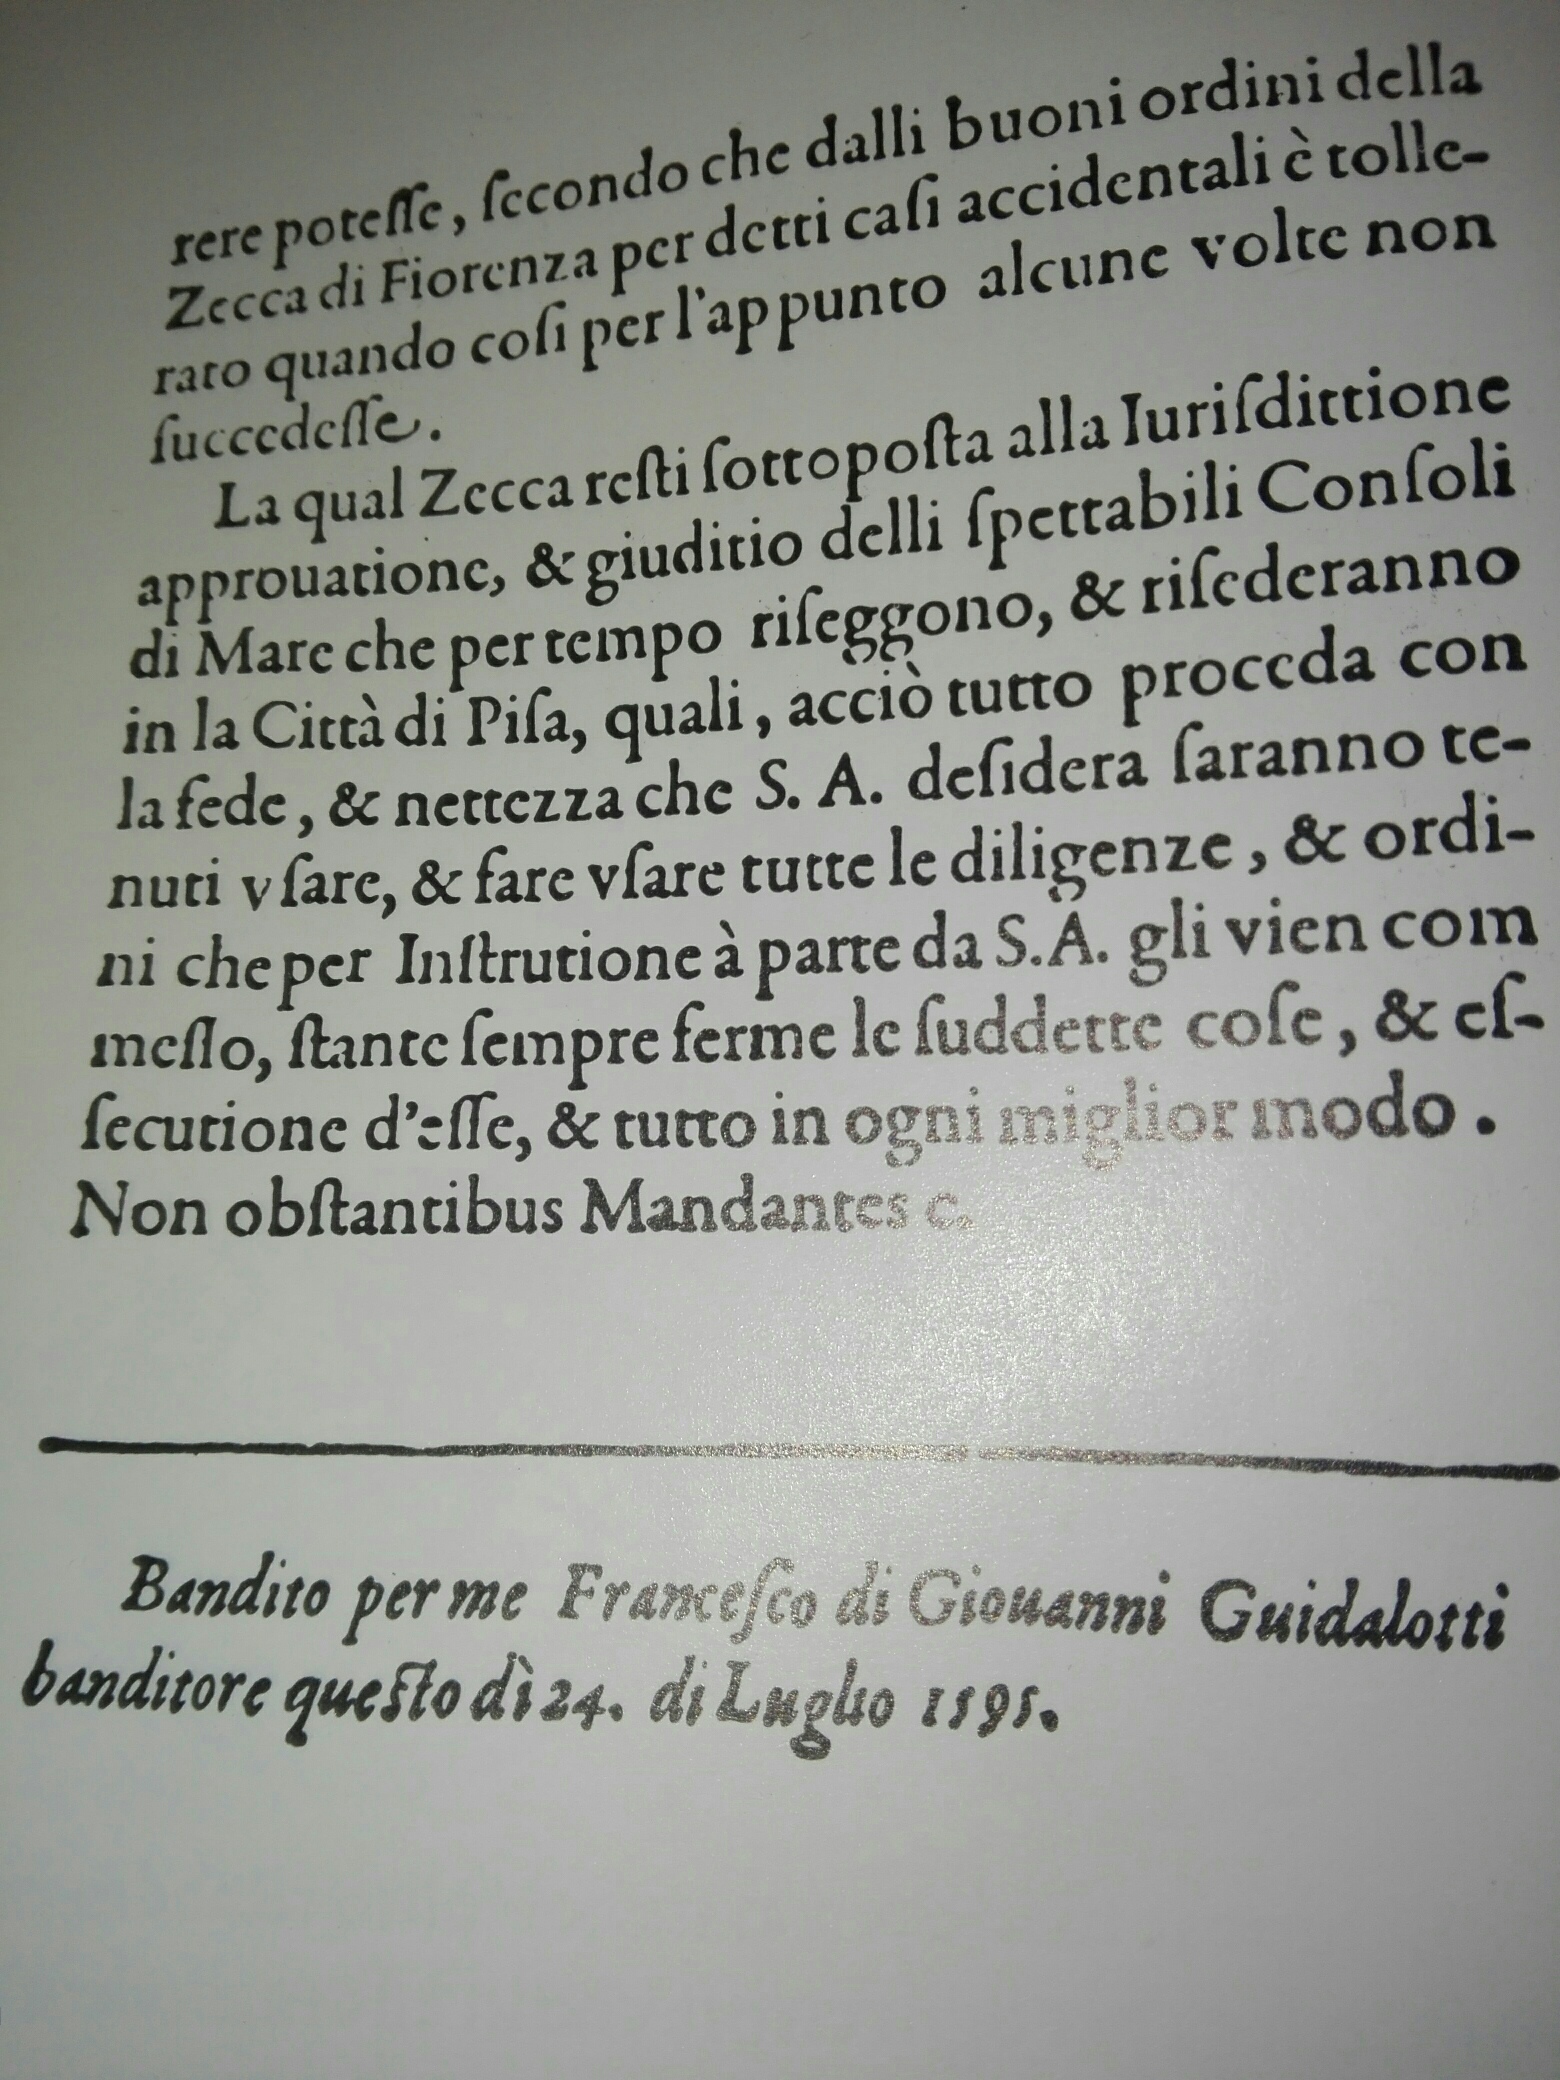 rere poteſſe, ſecondo che dalli buoni ordini della
Zecca di Fiorenza per detti caſi accidentali è tolle-
rato quando coſi per l'appunto alcune volte non
ſuccedeſſe.
La qual Zecca reſti ſottopoſta alla Iuriſdittione
approuatione, & giuditio delli ſpettabili Conſoli
di Mare che per tempo riſeggono, & riſederanno
in la Città di Piſa, quali, acciò tutto proceda con
la fede, & nettezza che S. A. deſidera ſaranno te-
nuti vſare, & fare vſare tutte le diligenze, & ordi-
ni che per Inſtrutione à parte da S.A. gli vien com
meſſo, ſtante ſempre ferme le ſuddette coſe, & eſ-
ſecutione d'eſſe, & tutto in ogni miglior modo.
Non obſtantibus Mandantes c.
Bandito per me Franceſco di Giouanni Guidalotti
banditore queſto dì 24. di Luglio 1595.